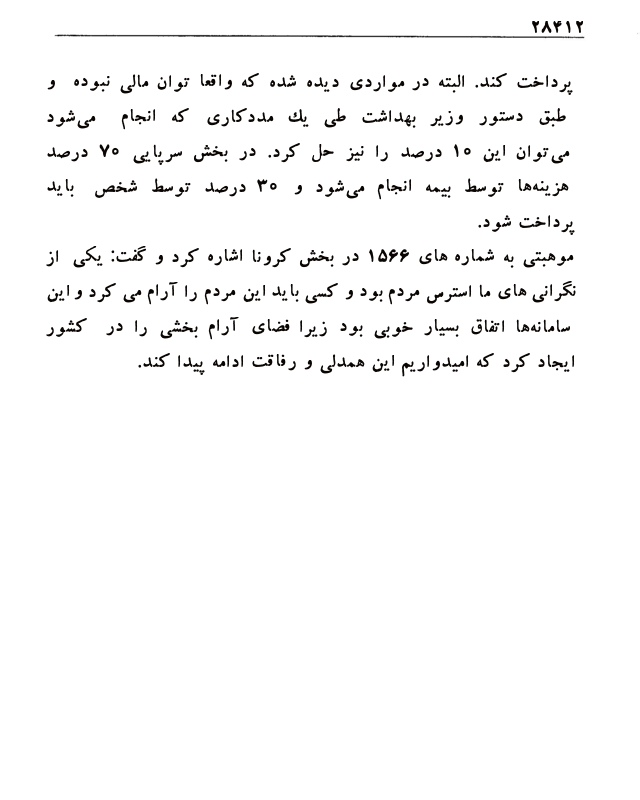 ۲۸۴۱۲
پرداخت کند. البته در مواردی دیده شده که واقعا توان مالی نبوده و
طبق دستور وزیر بهداشت طی یك مددکاری که انجام می‌شود
می‌توان این ۱۰ درصد را نیز حل کرد. در بخش سرپایی ۷۰ درصد
هزینه‌ها توسط بیمه انجام می‌شود و ۳۰ درصد توسط شخص باید
پرداخت شود.
موهبتی به شماره های ۱۵۶۶ در بخش کرونا اشاره کرد و گفت: یکی از
نگرانی های ما استرس مردم بود و کسی باید این مردم را آرام می کرد و این
سامانه‌ها اتفاق بسیار خوبی بود زیرا فضای آرام بخشی را در کشور
ایجاد کرد که امیدواریم این همدلی و رفاقت ادامه پیدا کند.